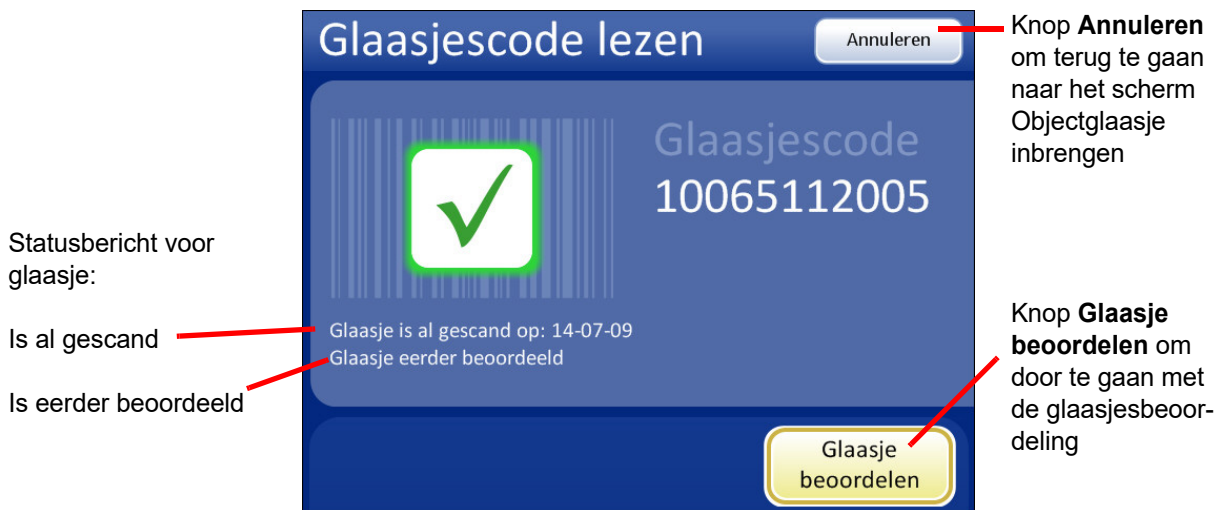 Glaasjescode lezen
Annuleren
Knop Annuleren
om terug te gaan
naar het scherm
Objectglaasje
inbrengen
Glaasjescode
10065112005
Statusbericht voor
glaasje:
Is al gescand
Is eerder beoordeeld
Glaasje is al gescand op: 14-07-09
Glaasje eerder beoordeeld
Knop Glaasje
beoordelen om
door te gaan met
de glaasjesbeoor-
deling
Glaasje
beoordelen